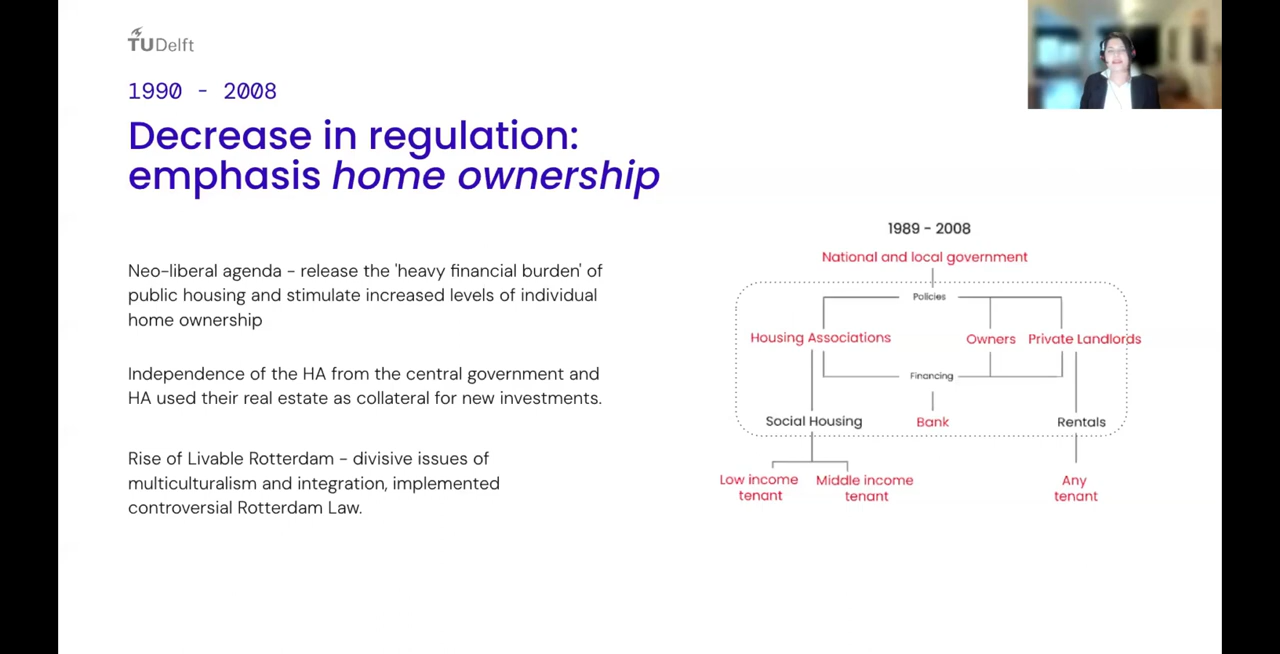 TUDelft
1990 - 2008
Decrease in regulation:
emphasis home ownership
Neo-liberal agenda - release the 'heavy financial burden' of
public housing and stimulate increased levels of individual
home ownership
Independence of the HA from the central government and
HA used their real estate as collateral for new investments.
Rise of Livable Rotterdam - divisive issues of
multiculturalism and integration, implemented
controversial Rotterdam Law.
1989 - 2008
National and local government
Policies
Housing Associations
Owners
Private Landlords
Financing
Social Housing
Bank
Rentals
Low income
tenant
Middle income
tenant
Any
tenant